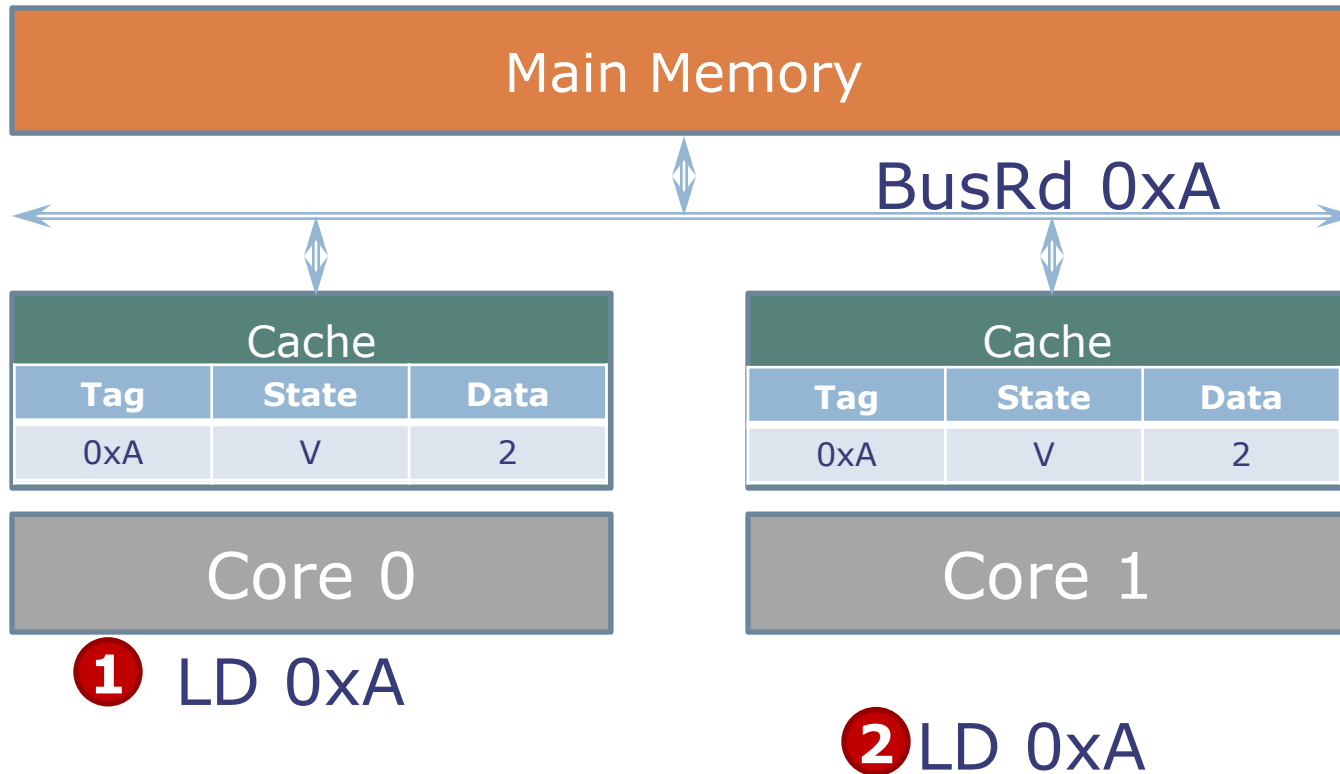 Main Memory
BusRd 0xA
Cache
Tag State Data
0xA V 2
Cache
Tag State Data
0xA V 2
Core 0
Core 1
1 LD 0xA
2 LD 0xA